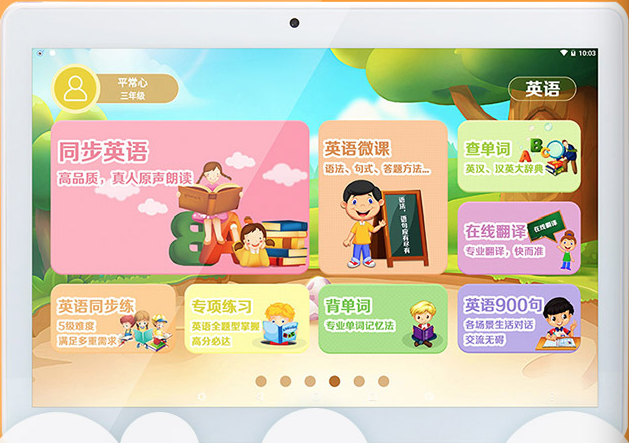 10:03
平常心
三年级
英语
同步英语
高品质，真人原声朗读
英语微课
语法、句式、答题方法...
语法，语句应有尽有
查单词
英汉、汉英大辞典
在线翻译
专业翻译，快而准
在线翻译
英语同步练
5级难度
满足多重需求
专项练习
英语全题型掌握
高分必达
背单词
专业单词记忆法
英语900句
各场景生活对话
交流无碍